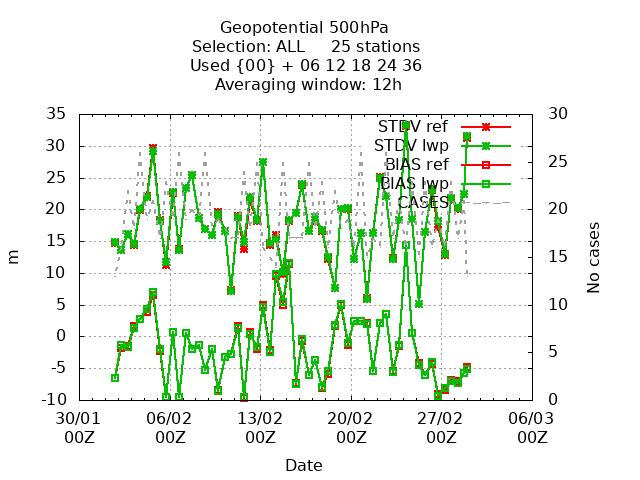 Geopotential 500hPa
Selection: ALL     25 stations
Used {00} + 06 12 18 24 36
Averaging window: 12h
35
30
25
20
15
10
5
0
-5
-10
30
25
20
15
10
5
0
m
No cases
STDV ref
STDV lwp
BIAS ref
BIAS lwp
CASES
30/01 06/02 13/02 20/02 27/02 06/03
00Z 00Z 00Z 00Z 00Z 00Z
Date